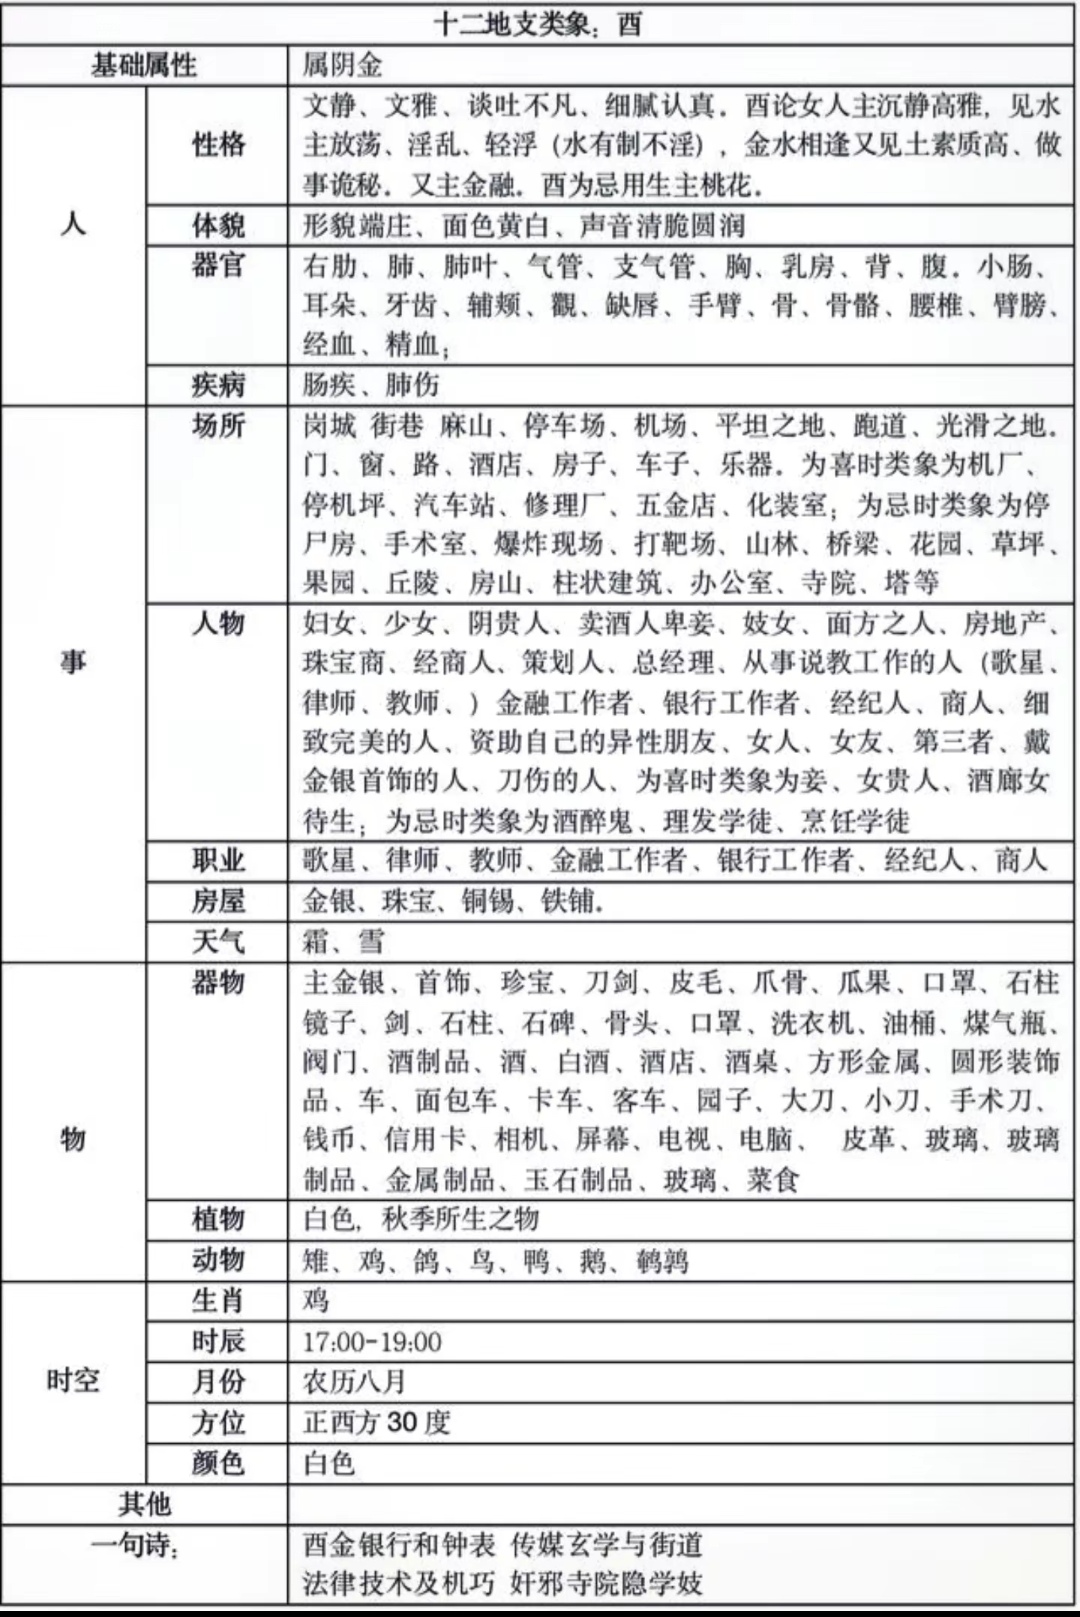 十二地支类象：酉
基础属性 属阴金
人
性格
文静、文雅、谈吐不凡、细腻认真．酉论女人主沉静高雅，见水
主放荡、淫乱、轻浮（水有制不淫），金水相逢又见土素质高、做
事诡秘．又主金融．酉为忌用生主桃花．
体貌 形貌端庄、面色黄白、声音清脆圆润
器官
右肋、肺、肺叶、气管、支气管、胸、乳房、背、腹．小肠、
耳朵、牙齿、辅颊、觀、缺唇、手臂、骨、骨骼、腰椎、臂膀、
经血、精血；
疾病 肠疾、肺伤
事
场所
岗城 街巷 麻山、停车场、机场、平坦之地、跑道、光滑之地．
门、窗、路、酒店、房子、车子、乐器．为喜时类象为机厂、
停机坪、汽车站、修理厂、五金店、化装室；为忌时类象为停
尸房、手术室、爆炸现场、打靶场、山林、桥梁、花园、草坪、
果园、丘陵、房山、柱状建筑、办公室、寺院、塔等
人物
妇女、少女、阴贵人、卖酒人卑妾、妓女、面方之人、房地产、
珠宝商、经商人、策划人、总经理、从事说教工作的人（歌星、
律师、教师、）金融工作者、银行工作者、经纪人、商人、细
致完美的人、资助自己的异性朋友、女人、女友、第三者、戴
金银首饰的人、刀伤的人、为喜时类象为妾、女贵人、酒廊女
待生；为忌时类象为酒醉鬼、理发学徒、烹饪学徒
职业 歌星、律师、教师、金融工作者、银行工作者、经纪人、商人
房屋 金银、珠宝、铜锡、铁铺．
天气 霜、雪
物
器物
主金银、首饰、珍宝、刀剑、皮毛、爪骨、瓜果、口罩、石柱
镜子、剑、石柱、石碑、骨头、口罩、洗衣机、油桶、煤气瓶、
阀门、酒制品、酒、白酒、酒店、酒桌、方形金属、圆形装饰
品、车、面包车、卡车、客车、园子、大刀、小刀、手术刀、
钱币、信用卡、相机、屏幕、电视、电脑、 皮革、玻璃、玻璃
制品、金属制品、玉石制品、玻璃、菜食
植物 白色，秋季所生之物
动物 雉、鸡、鸽、鸟、鸭、鹅、鹌鹑
时空
生肖 鸡
时辰 17:00-19:00
月份 农历八月
方位 正西方 30 度
颜色 白色
其他
一句诗：
酉金银行和钟表 传媒玄学与街道
法律技术及机巧 奸邪寺院隐学妓